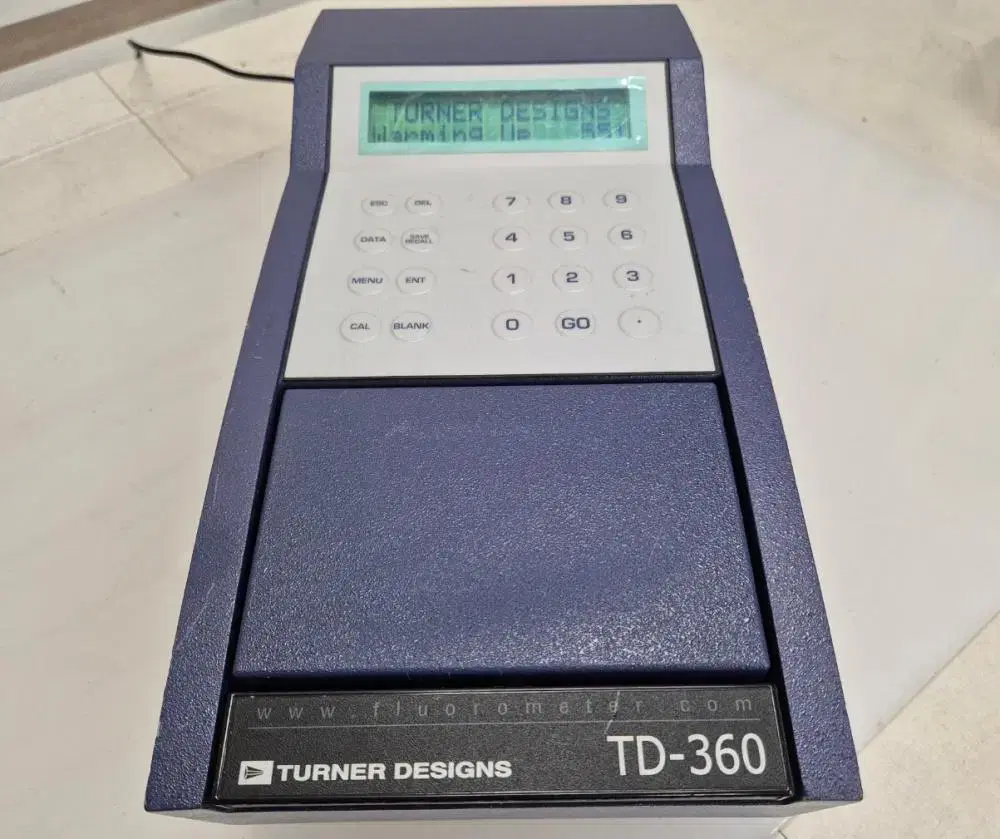 TURNER DESIGNS
Warming Up
ESC DEL 7 8 9
DATA SAVE RECALL 4 5 6
MENU ENT 1 2 3
CAL BLANK 0 GO .
www.fluorometer.com
TURNER DESIGNS
TD-360